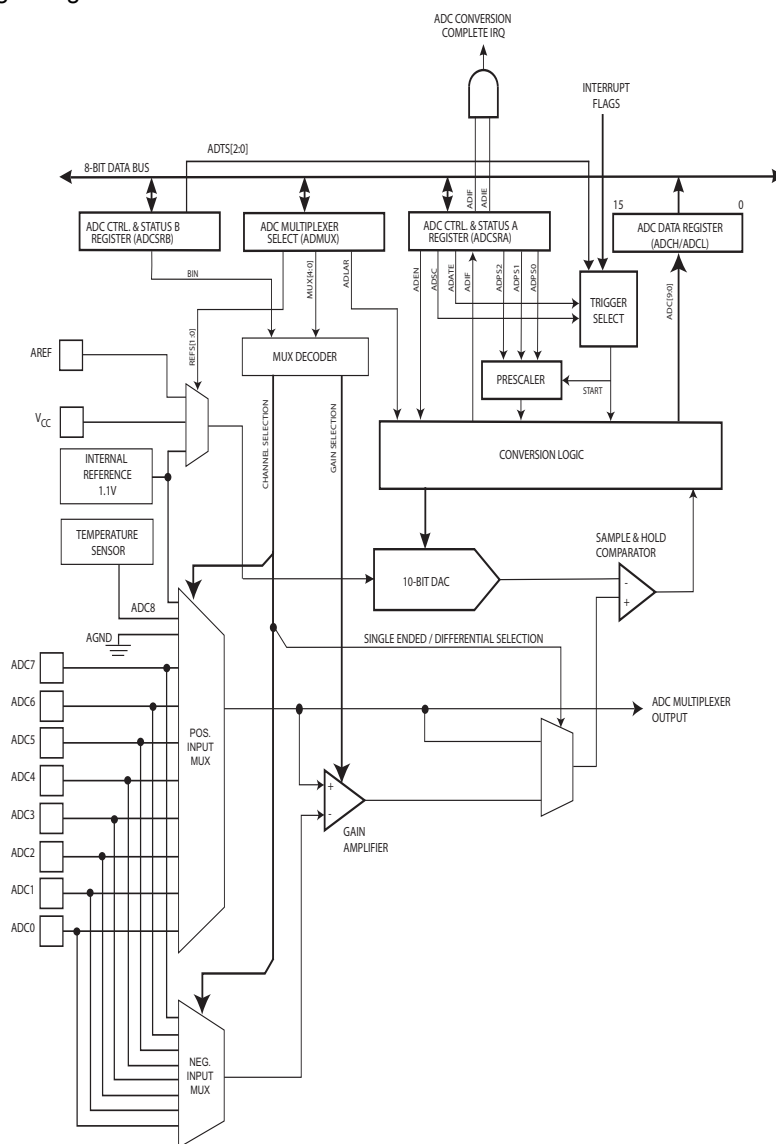 ADC CONVERSION
COMPLETE IRQ
INTERRUPT
FLAGS
ADTS[2:0]
8-BIT DATA BUS
ADIF
ADIE
15
0
ADC CTRL. & STATUS B
REGISTER (ADCSRB)
ADC MULTIPLEXER
SELECT (ADMUX)
ADC CTRL. & STATUS A
REGISTER (ADCSRA)
ADC DATA REGISTER
(ADCH/ADCL)
BIN
REFS[1:0]
MUX[4:0]
ADLAR
ADEN
ADSC
ADATE
ADIF
ADPS2
ADPS1
ADPS0
TRIGGER
SELECT
ADC[9:0]
MUX DECODER
PRESCALER
START
AREF
VCC
INTERNAL
REFERENCE
1.1V
CHANNEL SELECTION
GAIN SELECTION
CONVERSION LOGIC
TEMPERATURE
SENSOR
10-BIT DAC
SAMPLE & HOLD
COMPARATOR
-
+
ADC8
AGND
SINGLE ENDED / DIFFERENTIAL SELECTION
ADC7
ADC6
ADC5
ADC4
ADC3
ADC2
ADC1
ADC0
POS.
INPUT
MUX
ADC MULTIPLEXER
OUTPUT
+
-
GAIN
AMPLIFIER
NEG.
INPUT
MUX